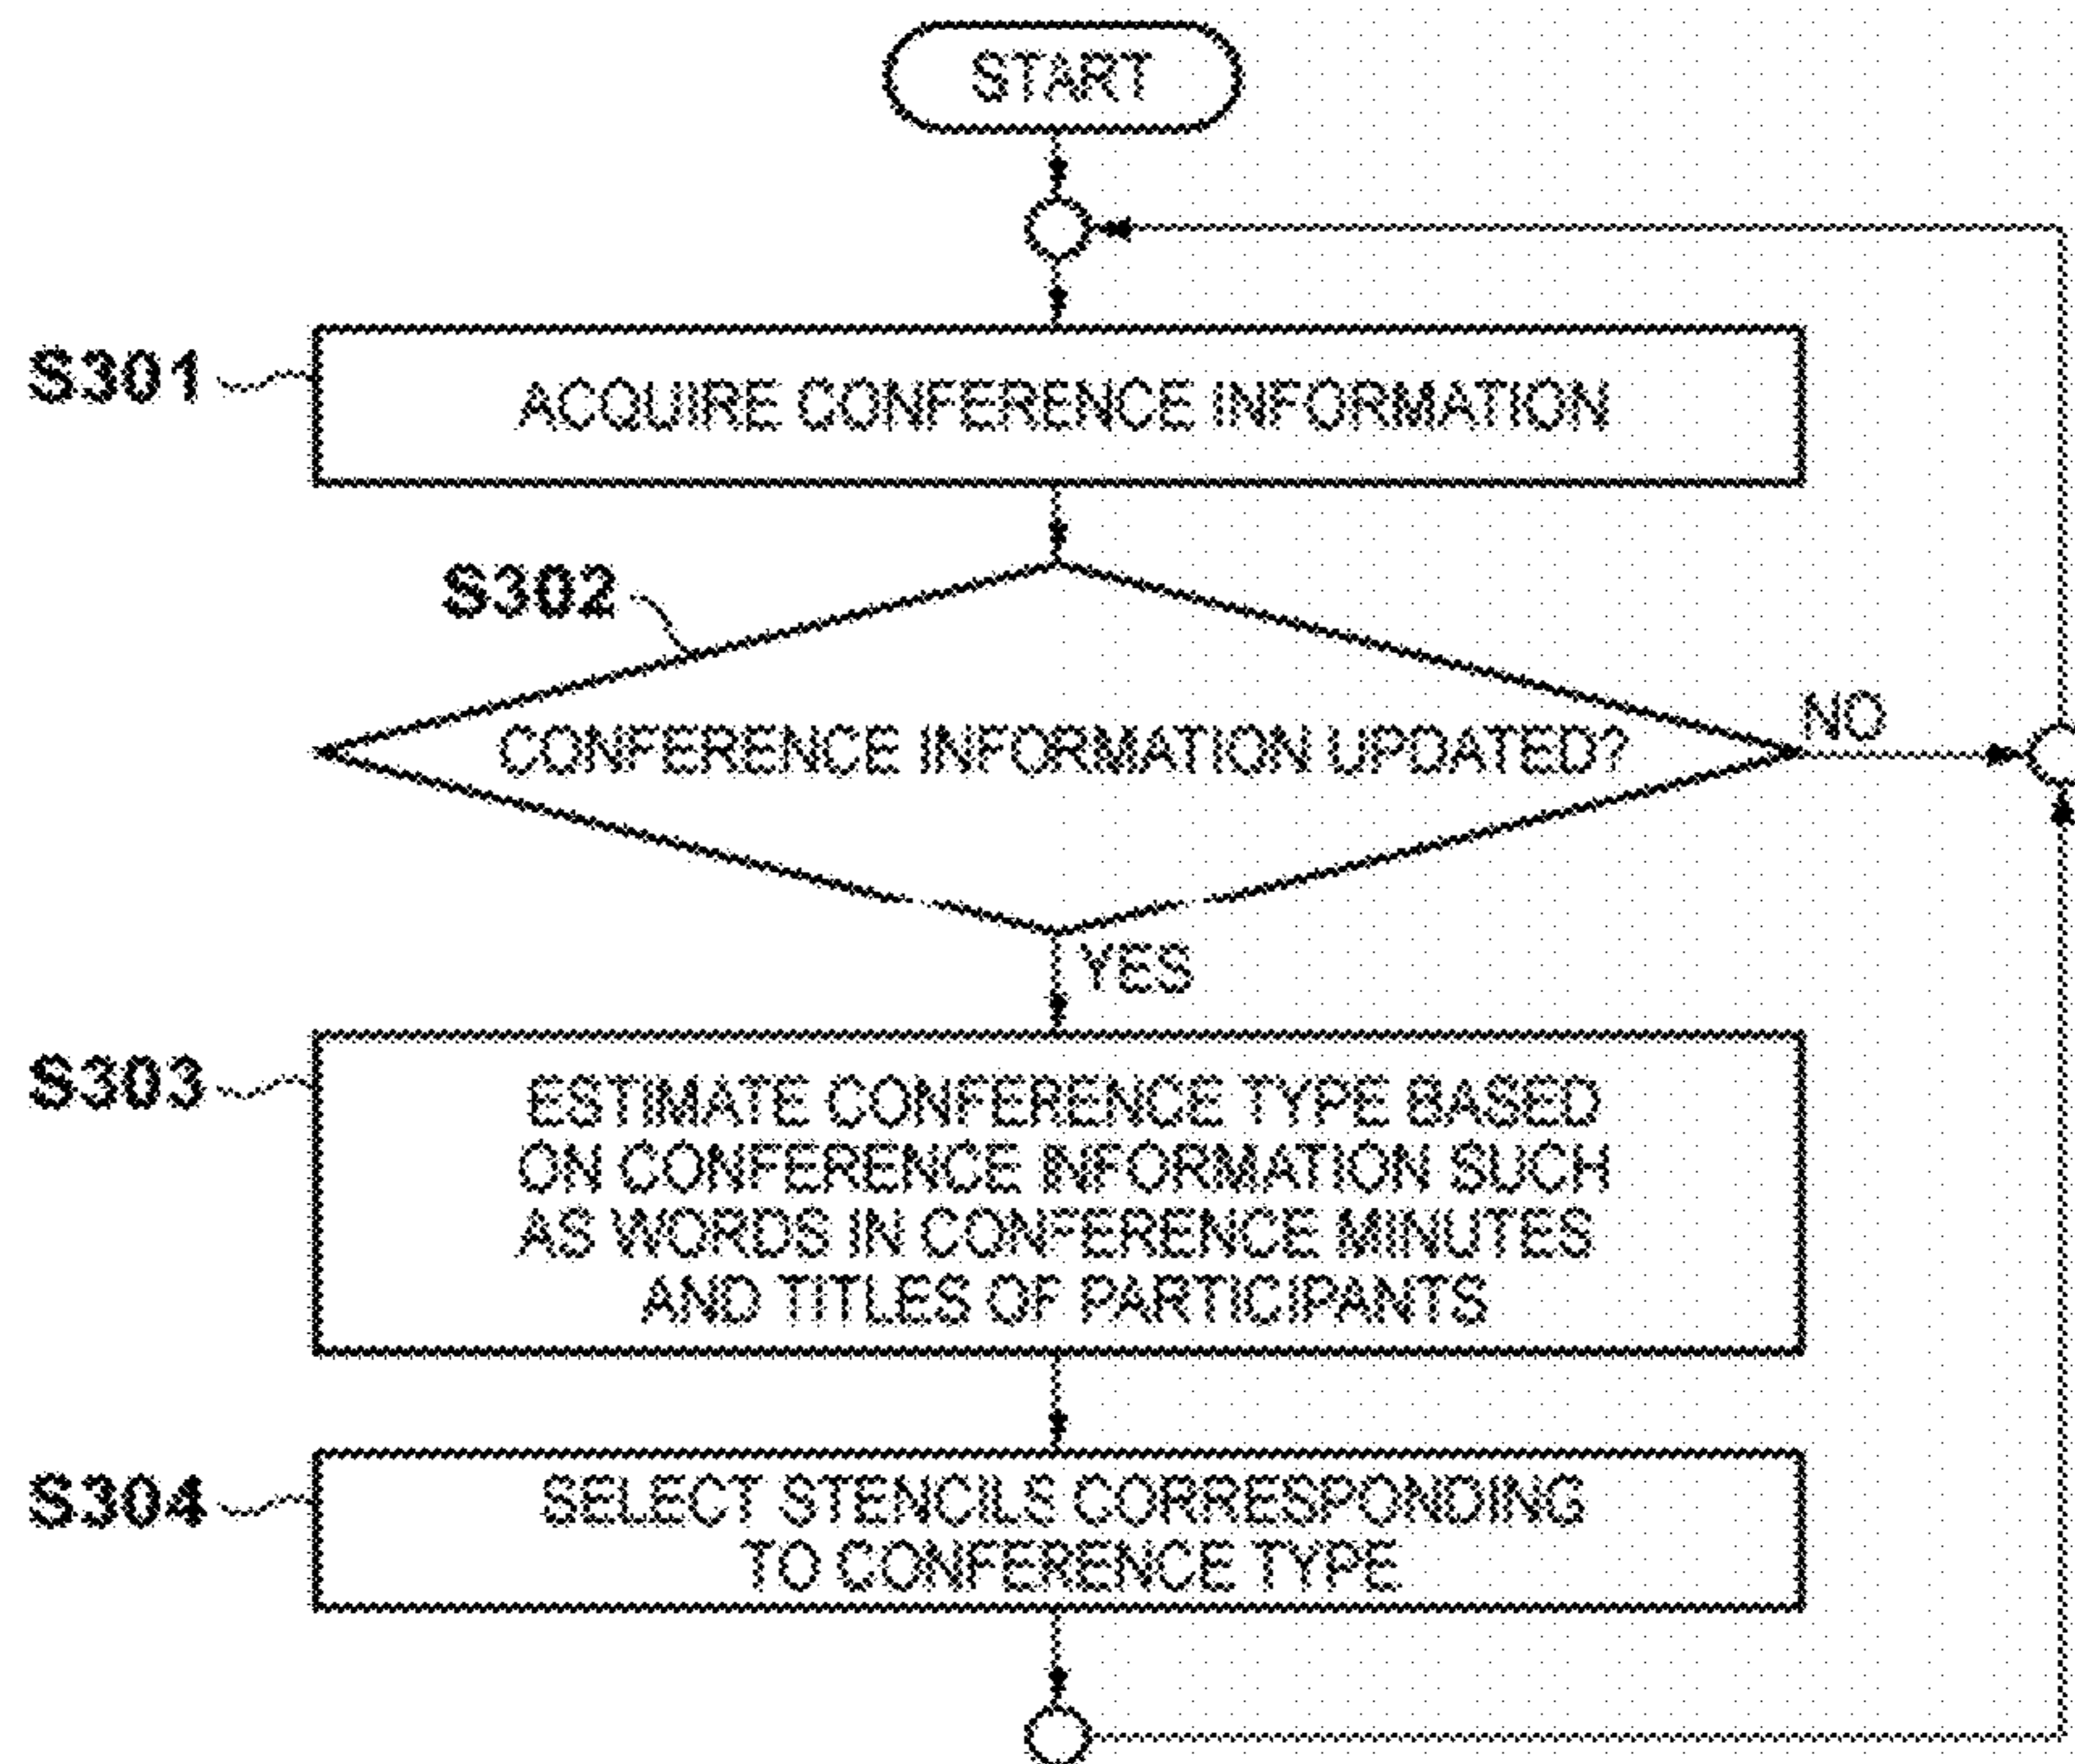 START
S301
ACQUIRE CONFERENCE INFORMATION
S302
CONFERENCE INFORMATION UPDATED?
NO
YES
S303
ESTIMATE CONFERENCE TYPE BASED
ON CONFERENCE INFORMATION SUCH
AS WORDS IN CONFERENCE MINUTES
AND TITLES OF PARTICIPANTS
S304
SELECT STENCILS CORRESPONDING
TO CONFERENCE TYPE